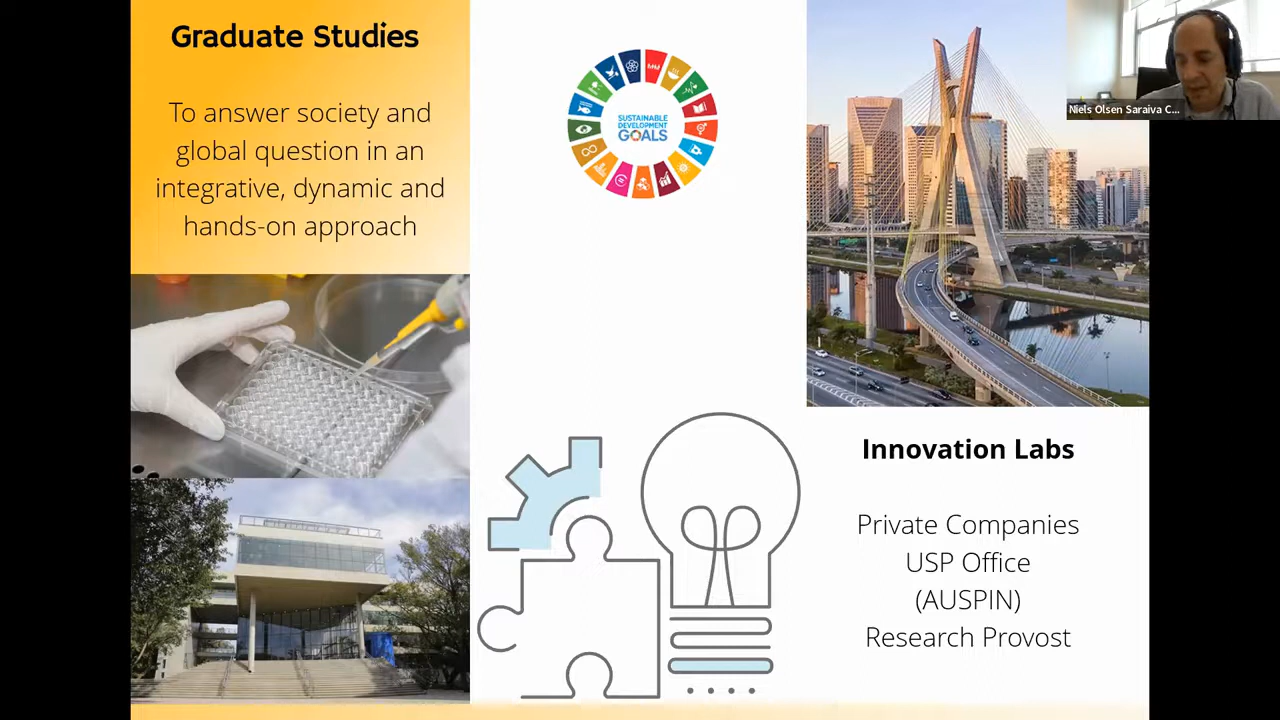 Graduate Studies
To answer society and
global question in an
integrative, dynamic and
hands-on approach
SUSTAINABLE
DEVELOPMENT
GOALS
Niels Olsen Saraiva C...
Innovation Labs
Private Companies
USP Office
(AUSPIN)
Research Provost